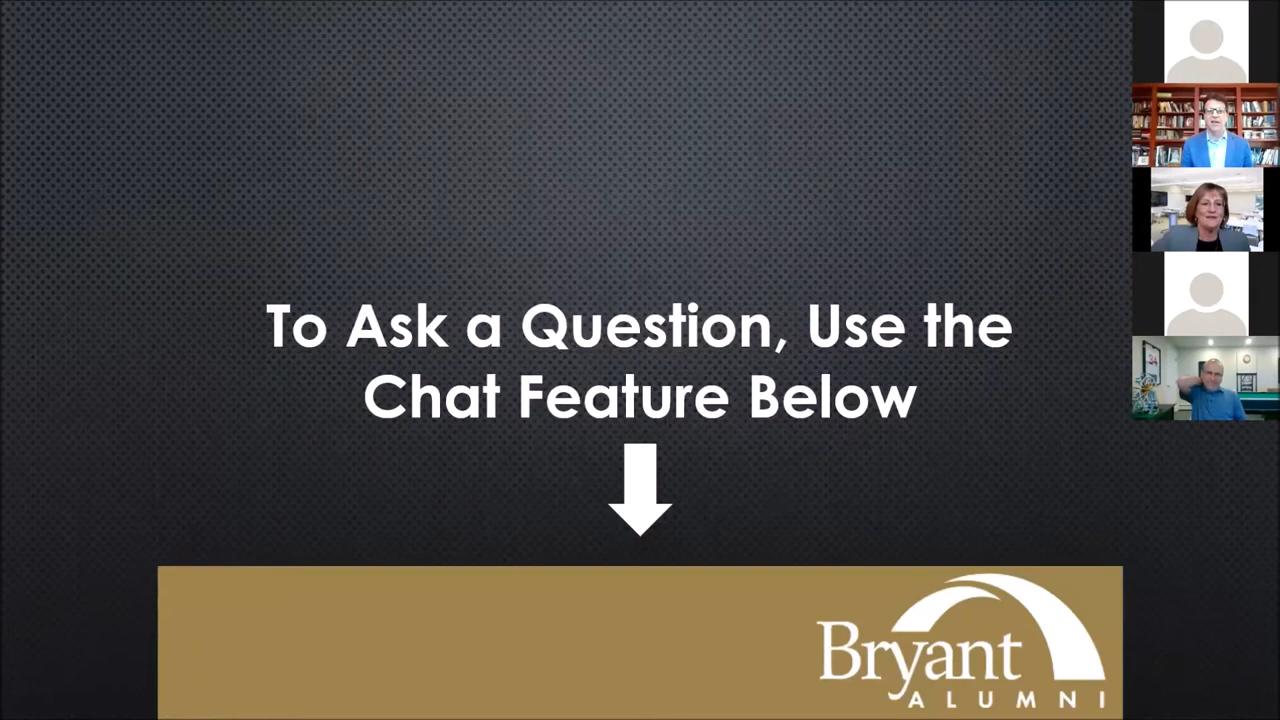 To Ask a Question, Use the
Chat Feature Below
Bryant
ALUMNI